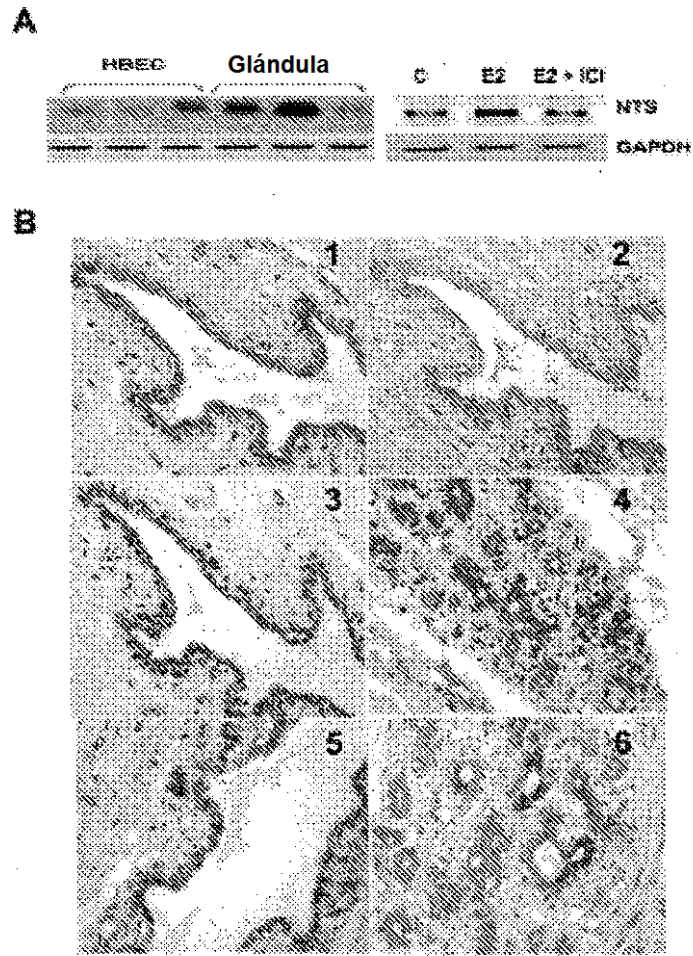 A
HBEC Glándula
C E2 E2 + ICI
NTS
GAPDH
B
1 2
3 4
5 6